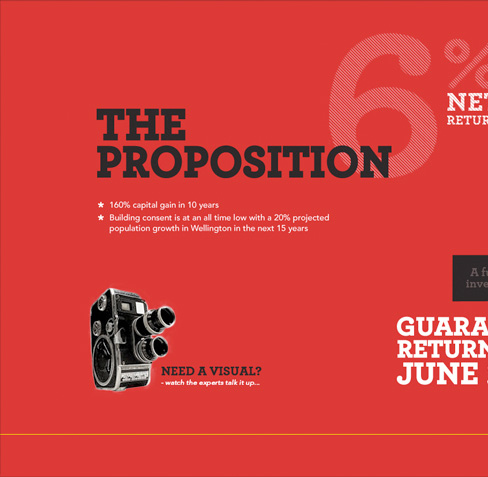 6%
NET
RETUR
THE
PROPOSITION
★ 160% capital gain in 10 years
★ Building consent is at an all time low with a 20% projected
population growth in Wellington in the next 15 years
A fu
inve
GUARA
RETURN
JUNE
NEED A VISUAL?
- watch the experts talk it up...